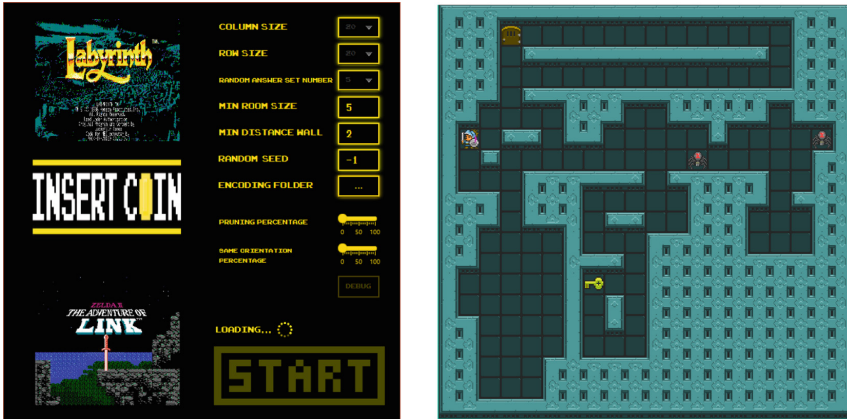 Labyrinth
INSERT COIN
ZELDA II
THE ADVENTURE OF
LINK
COLUMN SIZE
ROW SIZE
RANDOM ANSWER SET NUMBER
MIN ROOM SIZE 5
MIN DISTANCE WALL 2
RANDOM SEED -1
ENCODING FOLDER ...
PRUNING PERCENTAGE
0 50 100
SAME ORIENTATION
PERCENTAGE
0 50 100
DEBUG
LOADING...
START